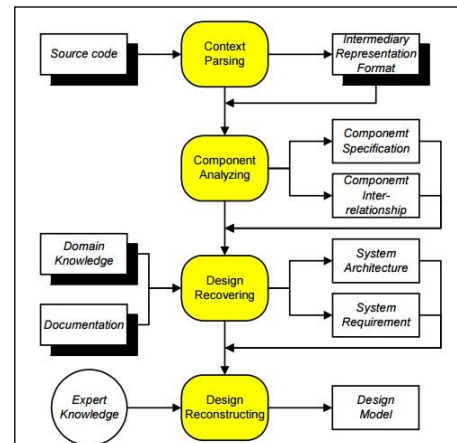 Source code
Context
Parsing
Intermediary
Representation
Format
Component
Analyzing
Componemt
Specification
Componemt
Inter-
relationship
Domain
Knowledge
Documentation
Design
Recovering
System
Architecture
System
Requirement
Expert
Knowledge
Design
Reconstructing
Design
Model